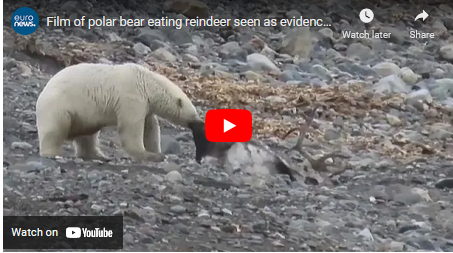 euro
news.
Film of polar bear eating reindeer seen as evidenc...
Watch later
Share
Watch on YouTube